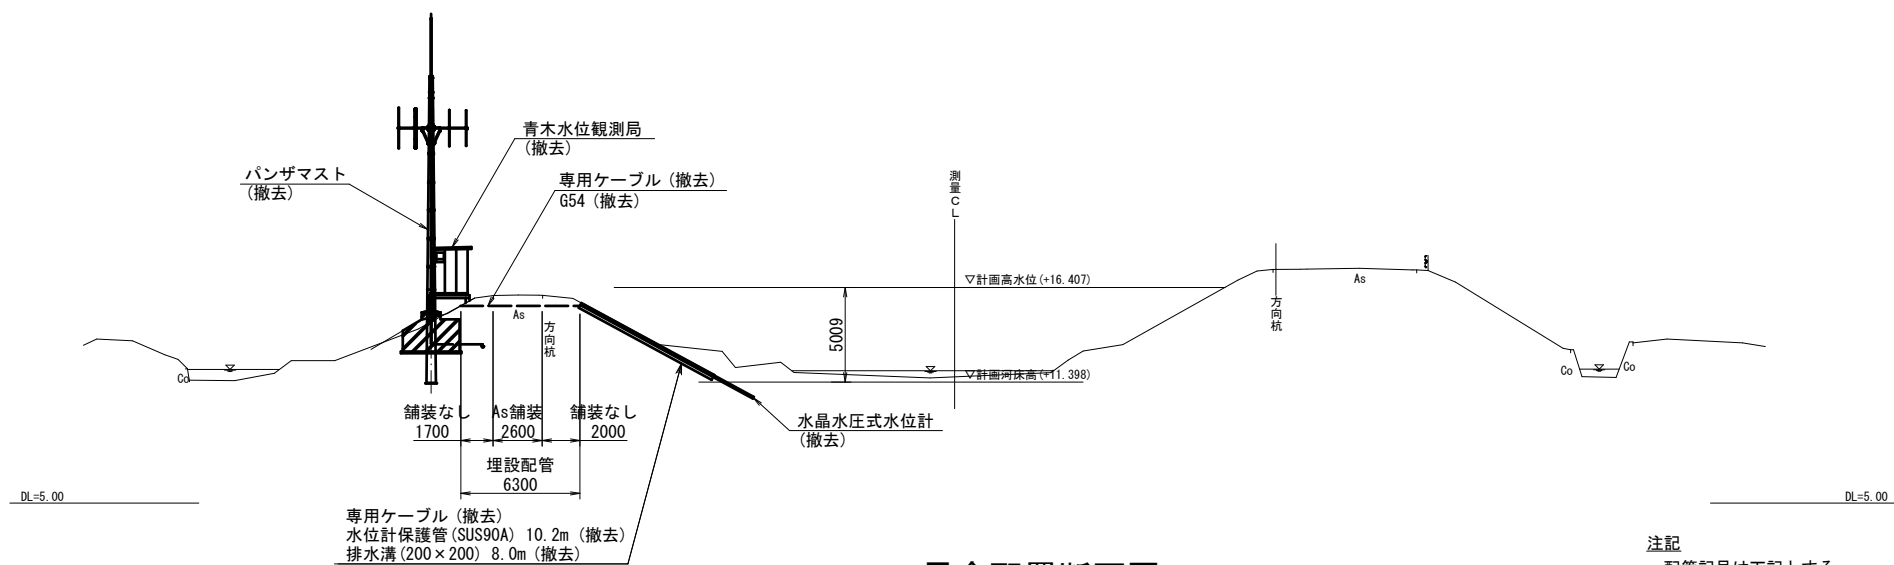 青木水位観測局
(撤去)
パンザマスト
(撤去)
専用ケーブル (撤去)
G54 (撤去)
測量CL
▽計画高水位(+16.407)
5009
▽計画河床高(+11.398)
As
方向杭
方向杭
As
Co
Co
Co
舗装なし
As舗装
舗装なし
1700
2600
2000
埋設配管
6300
水晶水圧式水位計
(撤去)
DL=5.00
DL=5.00
専用ケーブル (撤去)
水位計保護管(SUS90A) 10.2m (撤去)
排水溝(200×200) 8.0m (撤去)
注記